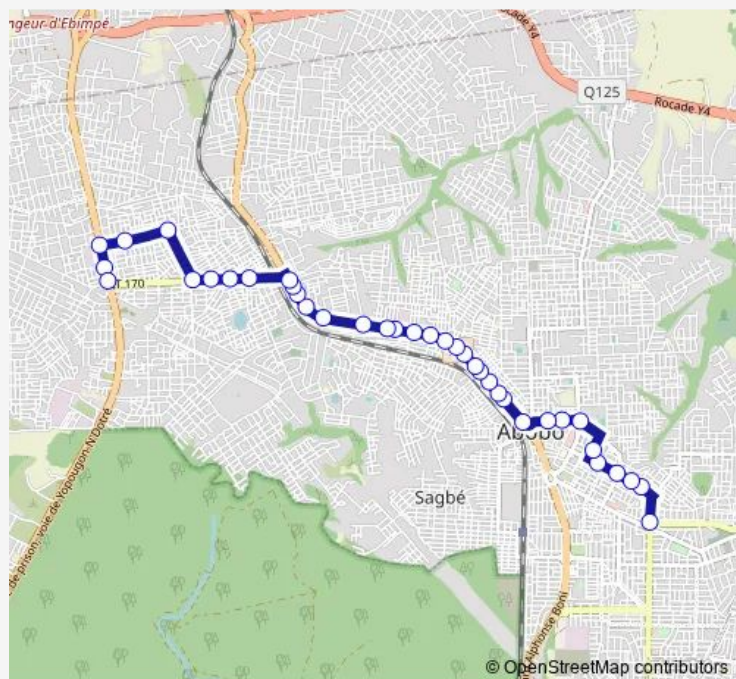 ngeur d'Ebimpé
Rocade Y4
Q125
Rocade Y4
T 170
Abobo
Sagbé
de prison, voie de Yopougon-N'Dotré
Alphonse Boni
© OpenStreetMap contributors